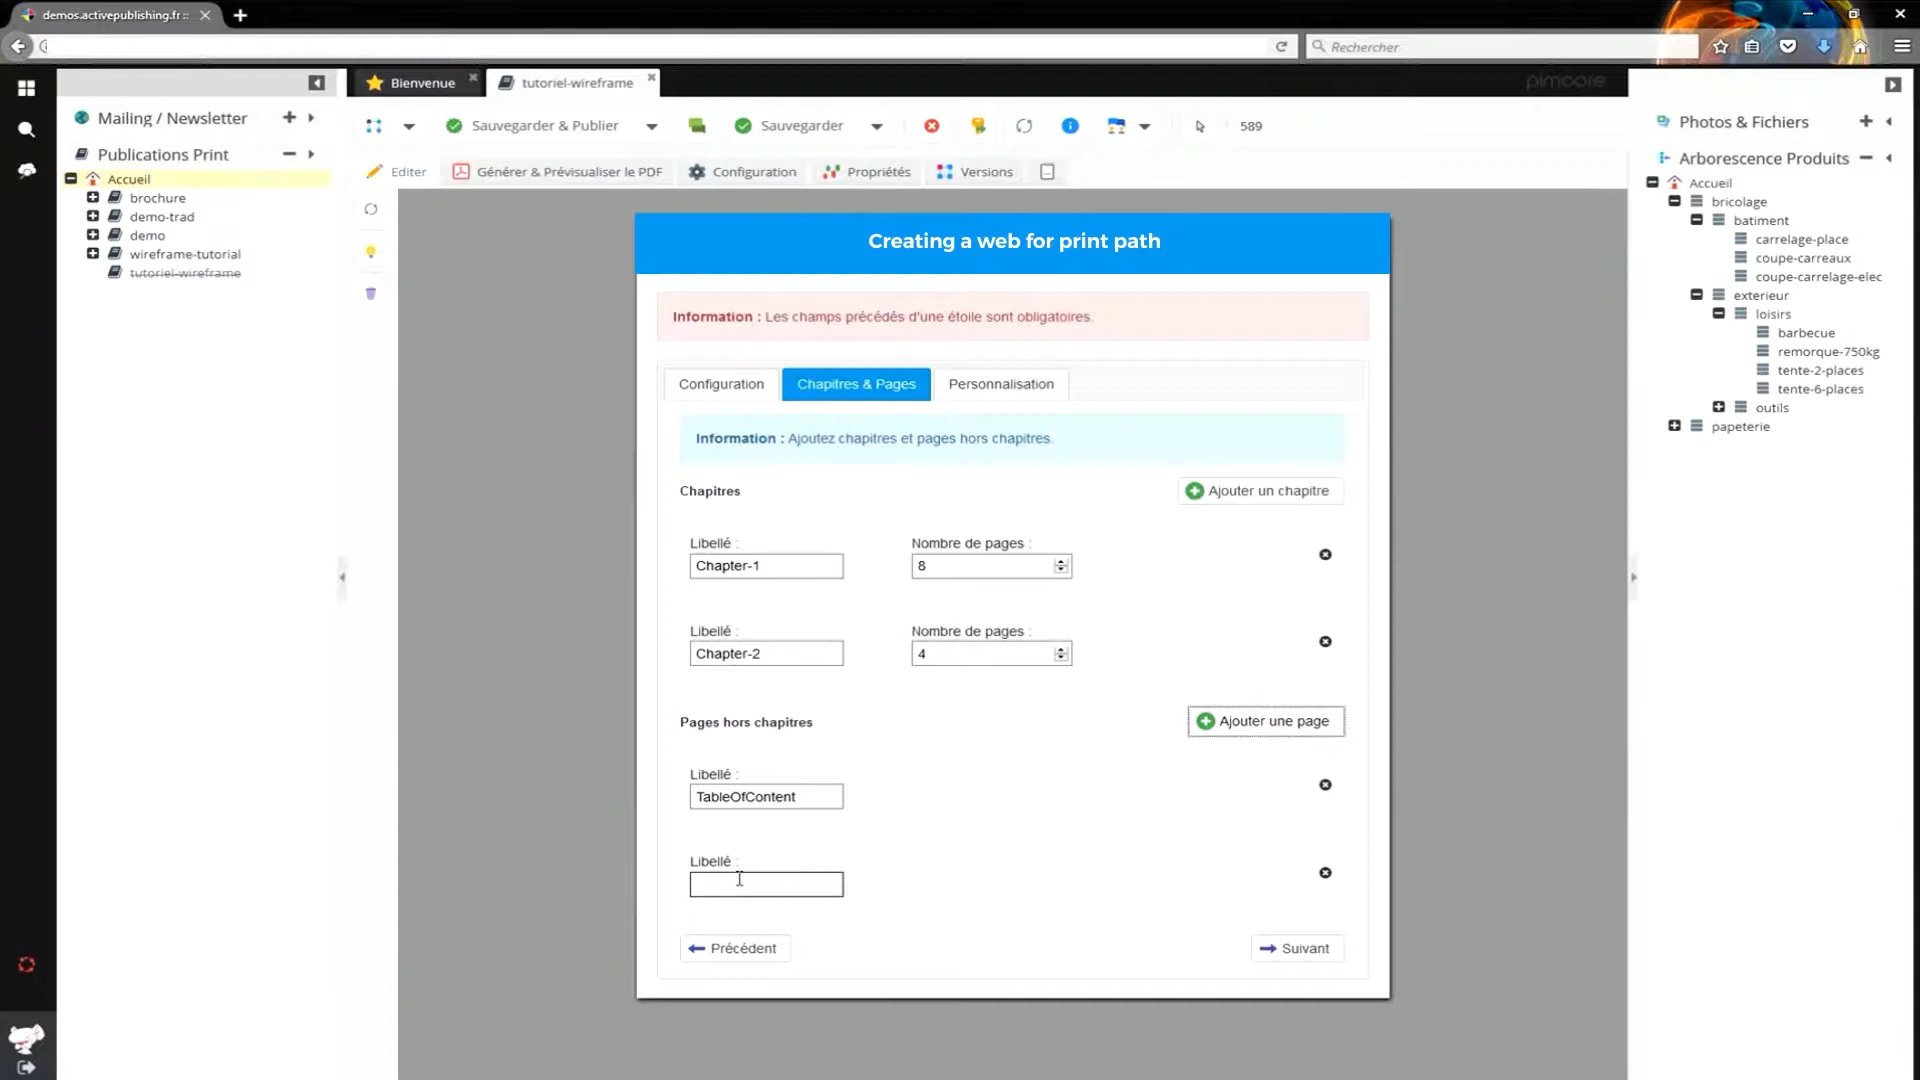 demos.activepublishing.fr ::
Rechercher
Bienvenue
tutoriel-wireframe
pimcore
Mailing / Newsletter
Publications Print
Accueil
brochure
demo-trad
demo
wireframe-tutorial
tutoriel-wireframe
Sauvegarder & Publier
Sauvegarder
589
Editer
Générer & Prévisualiser le PDF
Configuration
Propriétés
Versions
Creating a web for print path
Information : Les champs précédés d'une étoile sont obligatoires.
Configuration
Chapitres & Pages
Personnalisation
Information : Ajoutez chapitres et pages hors chapitres.
Chapitres
Ajouter un chapitre
Libellé :
Nombre de pages :
Chapter-1
8
Libellé :
Nombre de pages :
Chapter-2
4
Pages hors chapitres
Ajouter une page
Libellé :
TableOfContent
Libellé :
Précédent
Suivant
Photos & Fichiers
Arborescence Produits
Accueil
bricolage
batiment
carrelage-place
coupe-carreaux
coupe-carrelage-elec
exterieur
loisirs
barbecue
remorque-750kg
tente-2-places
tente-6-places
outils
papeterie